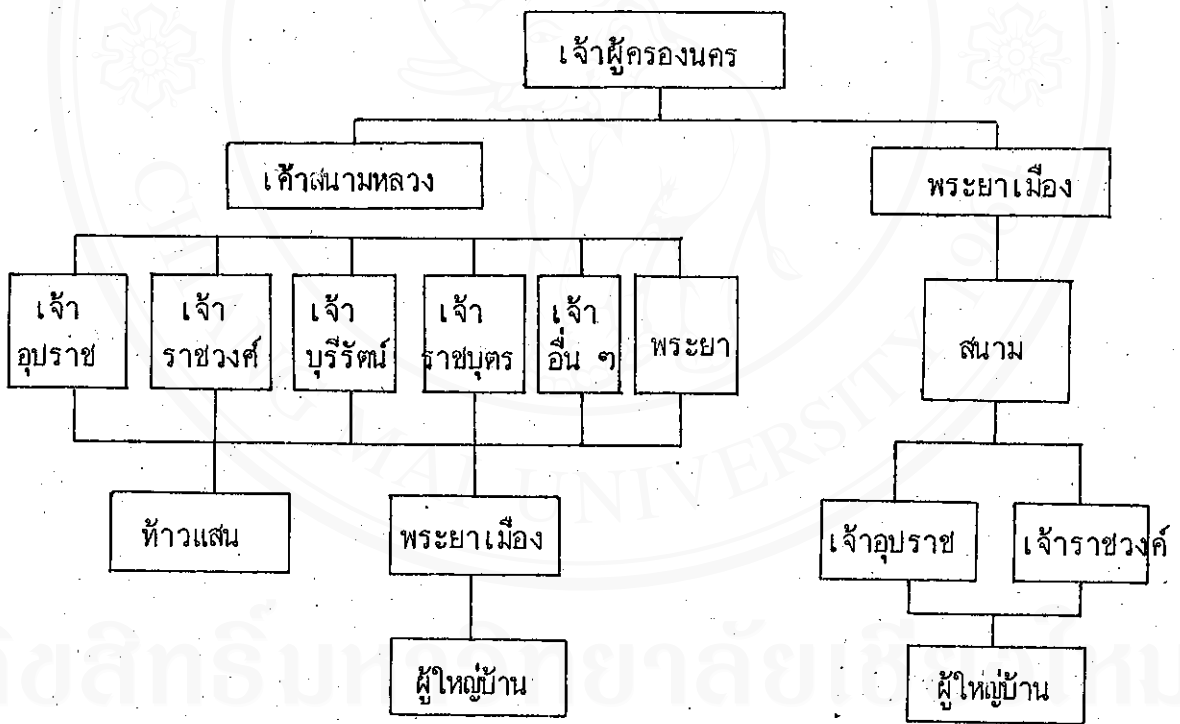 เจ้าผู้ครองนคร
เค้าสนามหลวง
พระยาเมือง
เจ้า
อุปราช
เจ้า
ราชวงศ์
เจ้า
บุรีรัตน์
เจ้า
ราชบุตร
เจ้า
อื่น ๆ
พระยา
สนาม
ท้าวแสน
พระยาเมือง
เจ้าอุปราช
เจ้าราชวงค์
ผู้ใหญ่บ้าน
ผู้ใหญ่บ้าน
CHIANG MAI UNIVERSITY 1964